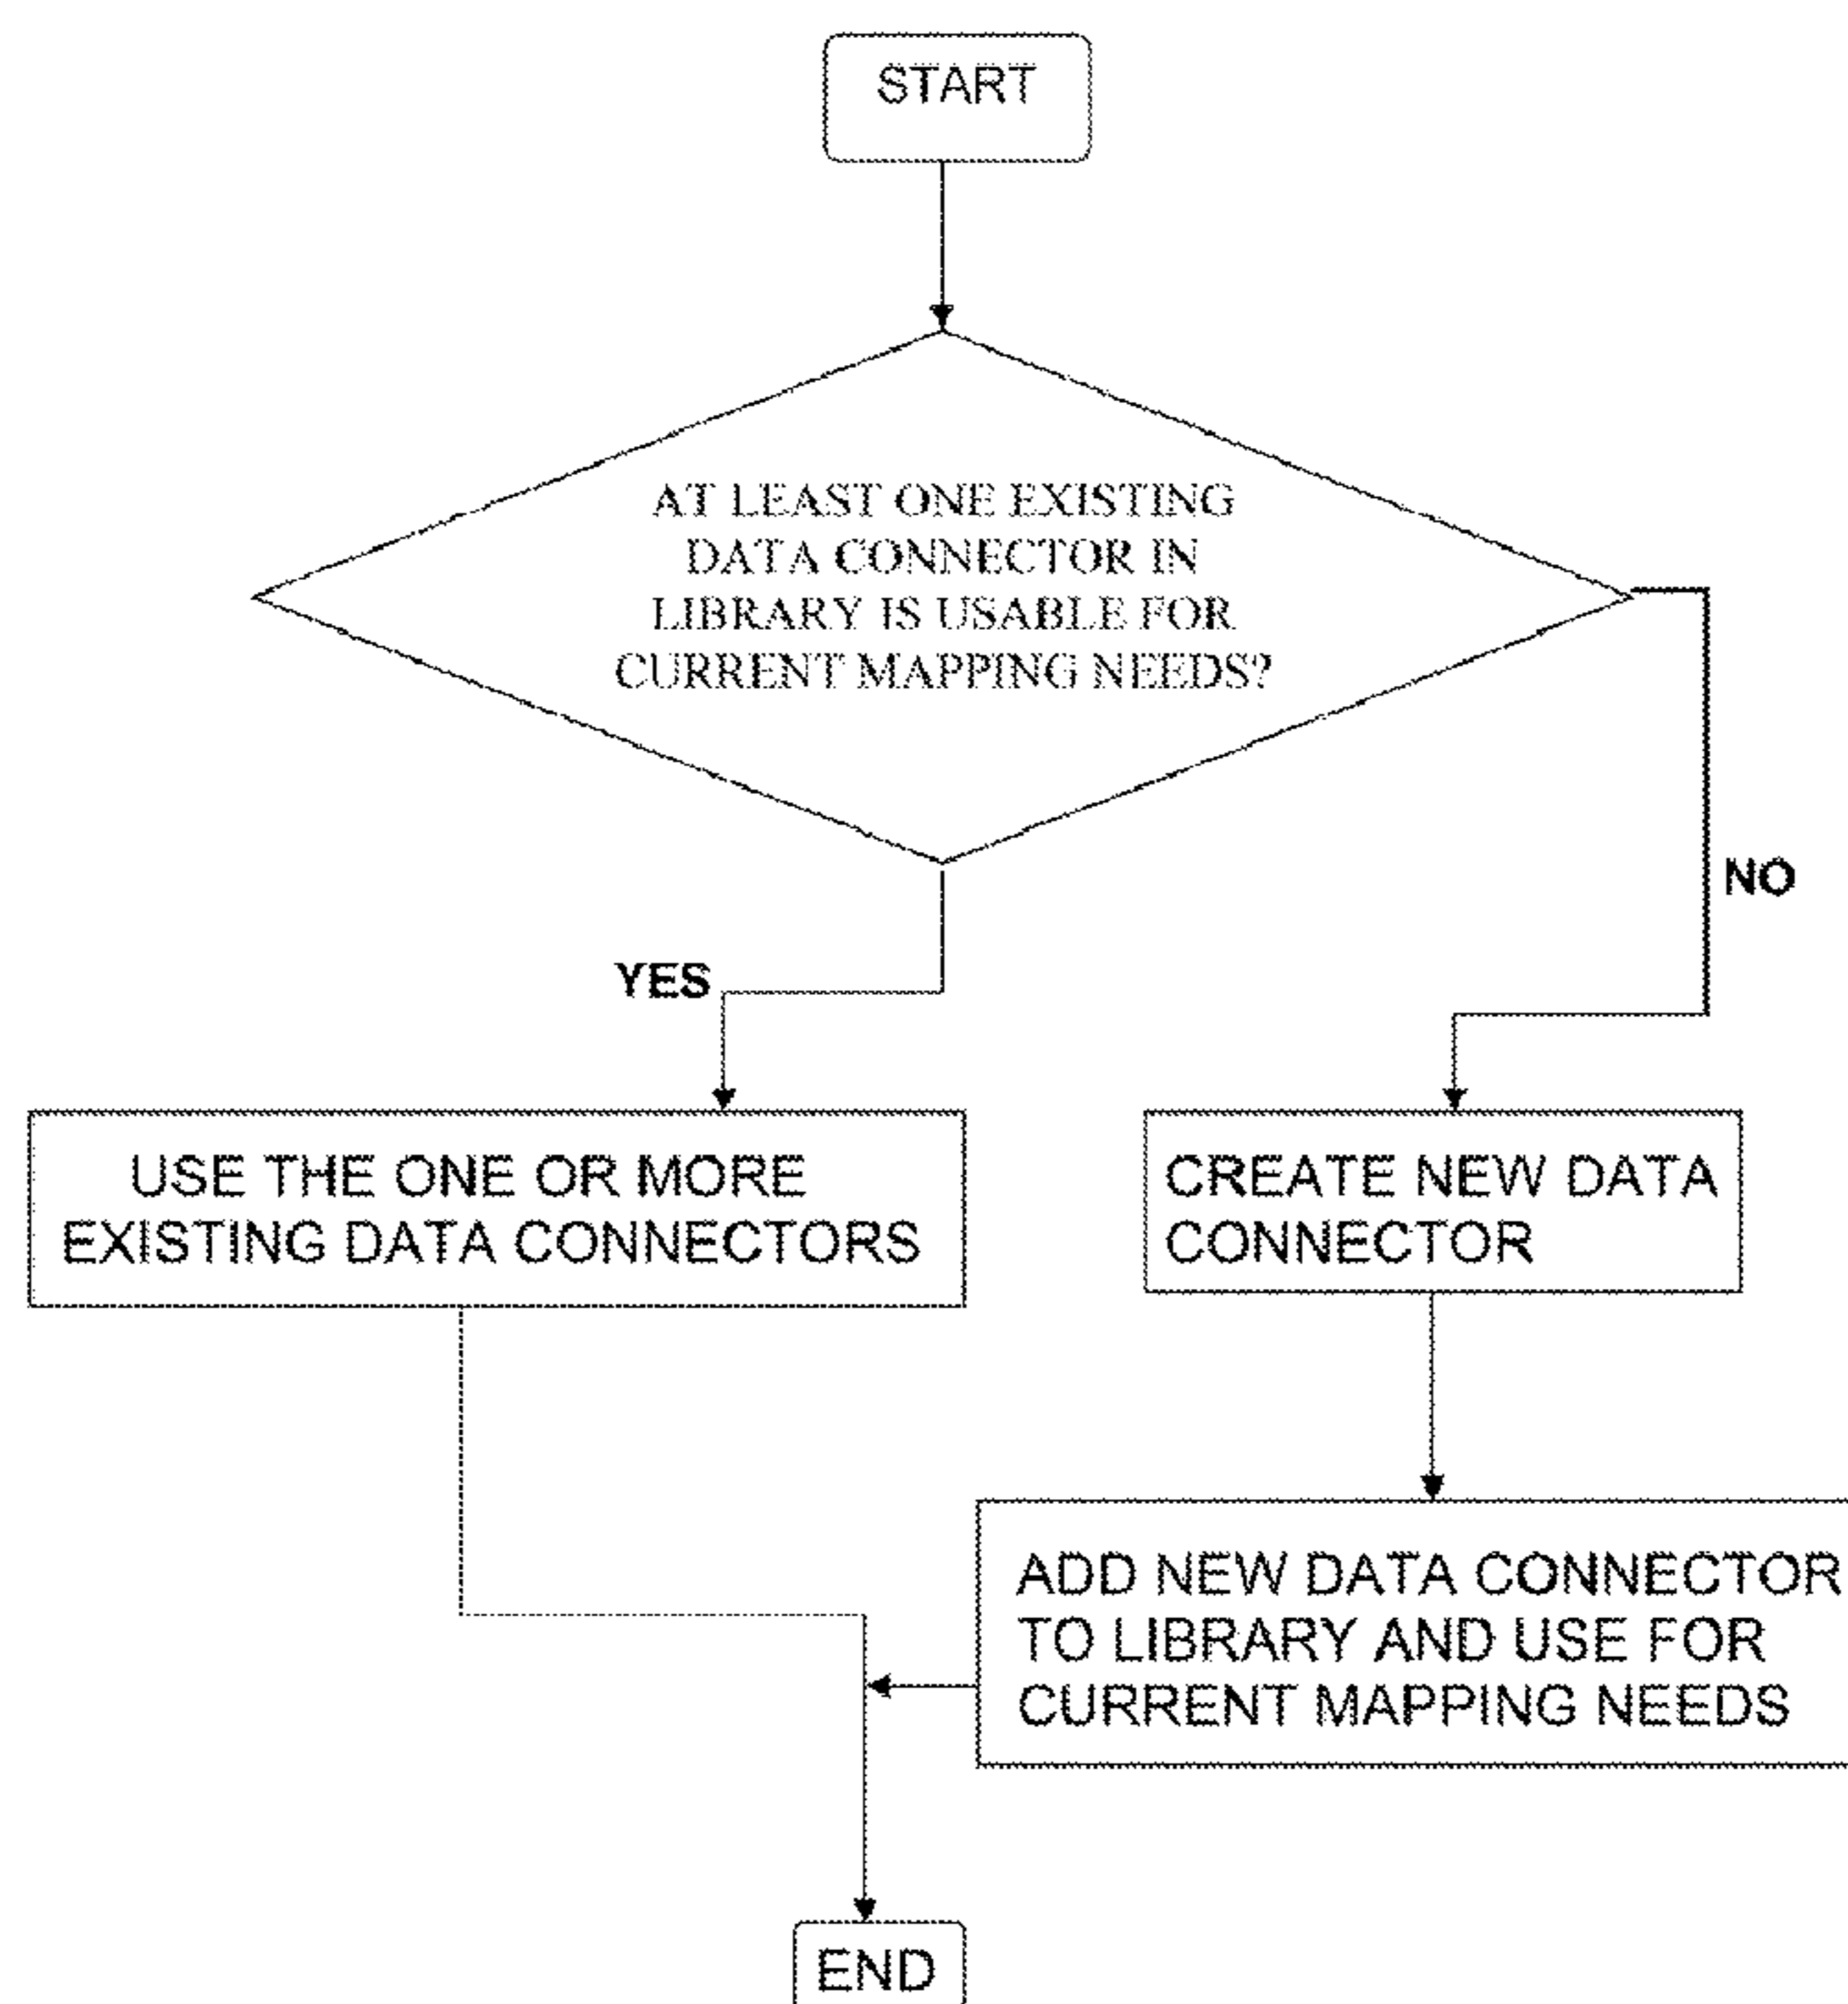 START
AT LEAST ONE EXISTING
DATA CONNECTOR IN
LIBRARY IS USABLE FOR
CURRENT MAPPING NEEDS?
NO
YES
USE THE ONE OR MORE
EXISTING DATA CONNECTORS
CREATE NEW DATA
CONNECTOR
ADD NEW DATA CONNECTOR
TO LIBRARY AND USE FOR
CURRENT MAPPING NEEDS
END